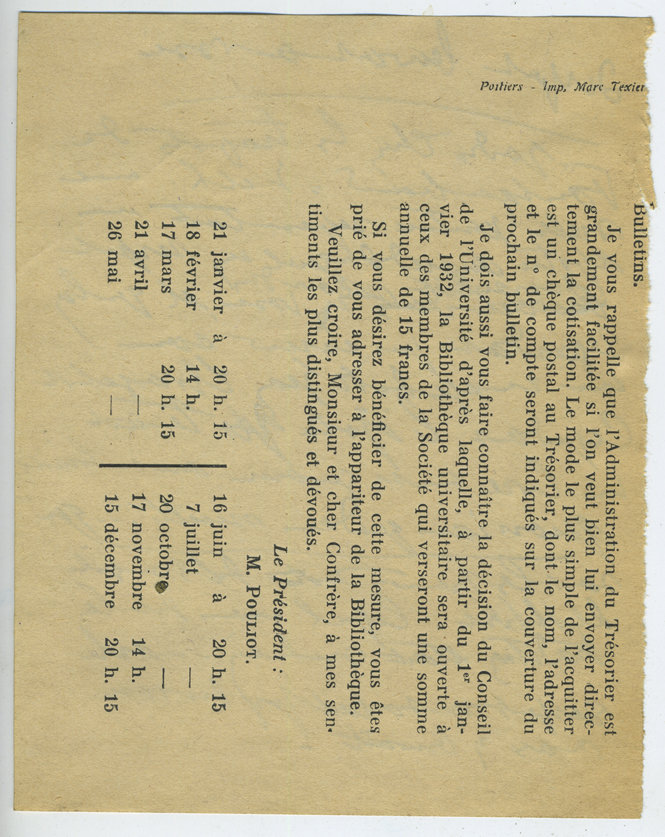 Bulletins.
Je vous rappelle que l'Administration du Trésorier est
grandement facilitée si l'on veut bien lui envoyer direc-
tement la cotisation. Le mode le plus simple de l'acquitter
est un chèque postal au Trésorier, dont le nom, l'adresse
et le n° de compte seront indiqués sur la couverture du
prochain bulletin.
Je dois aussi vous faire connaître la décision du Conseil
de l'Université d'après laquelle, à partir du 1er jan-
vier 1932, la Bibliothèque universitaire sera ouverte à
ceux des membres de la Société qui verseront une somme
annuelle de 15 francs.
Si vous désirez bénéficier de cette mesure, vous êtes
prié de vous adresser à l'appariteur de la Bibliothèque.
Veuillez croire, Monsieur et cher Confrère, à mes sen-
timents les plus distingués et dévoués.
Le Président :
M. POULIOT.
21 janvier à 20 h. 15
18 février 14 h.
17 mars 20 h. 15
21 avril —
26 mai —
16 juin à 20 h. 15
7 juillet —
20 octobre —
17 novembre 14 h.
15 décembre 20 h. 15
Poitiers - Imp. Marc Texier